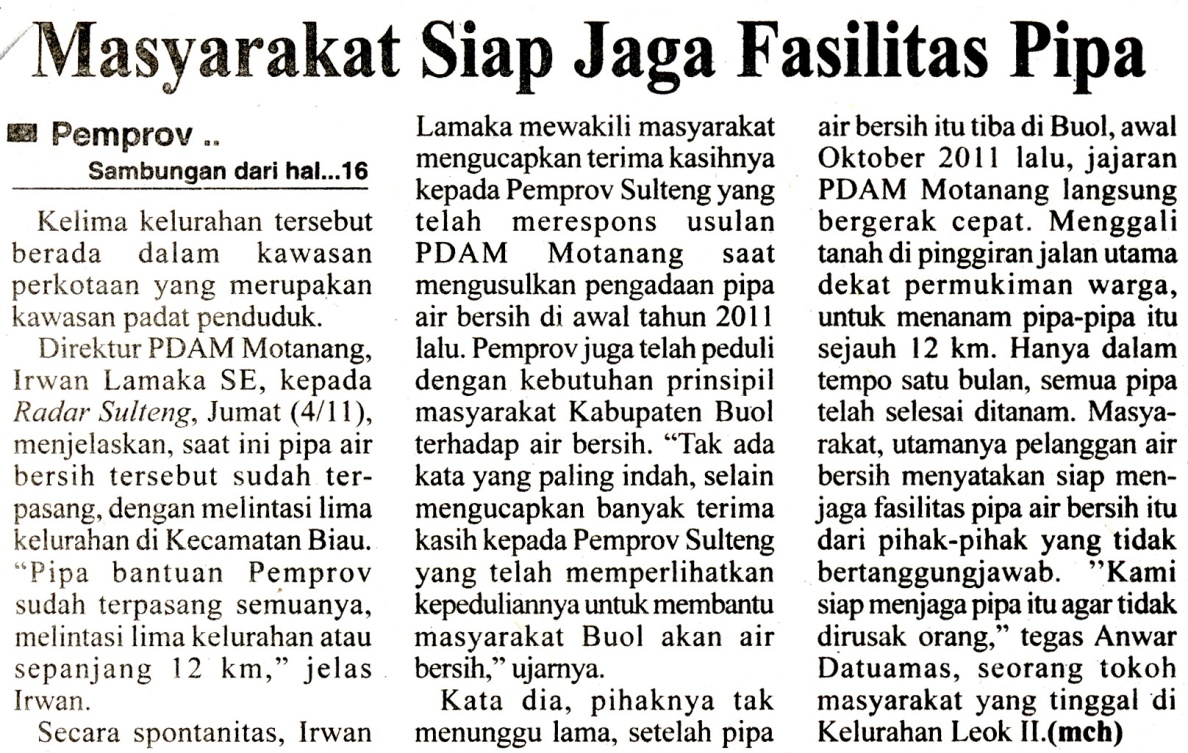 Masyarakat Siap Jaga Fasilitas Pipa
Pemprov ..
Sambungan dari hal...16
Kelima kelurahan tersebut
berada dalam kawasan
perkotaan yang merupakan
kawasan padat penduduk.
Direktur PDAM Motanang,
Irwan Lamaka SE, kepada
Radar Sulteng, Jumat (4/11),
menjelaskan, saat ini pipa air
bersih tersebut sudah ter-
pasang, dengan melintasi lima
kelurahan di Kecamatan Biau.
“Pipa bantuan Pemprov
sudah terpasang semuanya,
melintasi lima kelurahan atau
sepanjang 12 km,” jelas
Irwan.
Secara spontanitas, Irwan
Lamaka mewakili masyarakat
mengucapkan terima kasihnya
kepada Pemprov Sulteng yang
telah merespons usulan
PDAM Motanang saat
mengusulkan pengadaan pipa
air bersih di awal tahun 2011
lalu. Pemprov juga telah peduli
dengan kebutuhan prinsipil
masyarakat Kabupaten Buol
terhadap air bersih. “Tak ada
kata yang paling indah, selain
mengucapkan banyak terima
kasih kepada Pemprov Sulteng
yang telah memperlihatkan
kepeduliannya untuk membantu
masyarakat Buol akan air
bersih,” ujarnya.
Kata dia, pihaknya tak
menunggu lama, setelah pipa
air bersih itu tiba di Buol, awal
Oktober 2011 lalu, jajaran
PDAM Motanang langsung
bergerak cepat. Menggali
tanah di pinggiran jalan utama
dekat permukiman warga,
untuk menanam pipa-pipa itu
sejauh 12 km. Hanya dalam
tempo satu bulan, semua pipa
telah selesai ditanam. Masya-
rakat, utamanya pelanggan air
bersih menyatakan siap men-
jaga fasilitas pipa air bersih itu
dari pihak-pihak yang tidak
bertanggungjawab. ”Kami
siap menjaga pipa itu agar tidak
dirusak orang,” tegas Anwar
Datuamas, seorang tokoh
masyarakat yang tinggal di
Kelurahan Leok II.(mch)